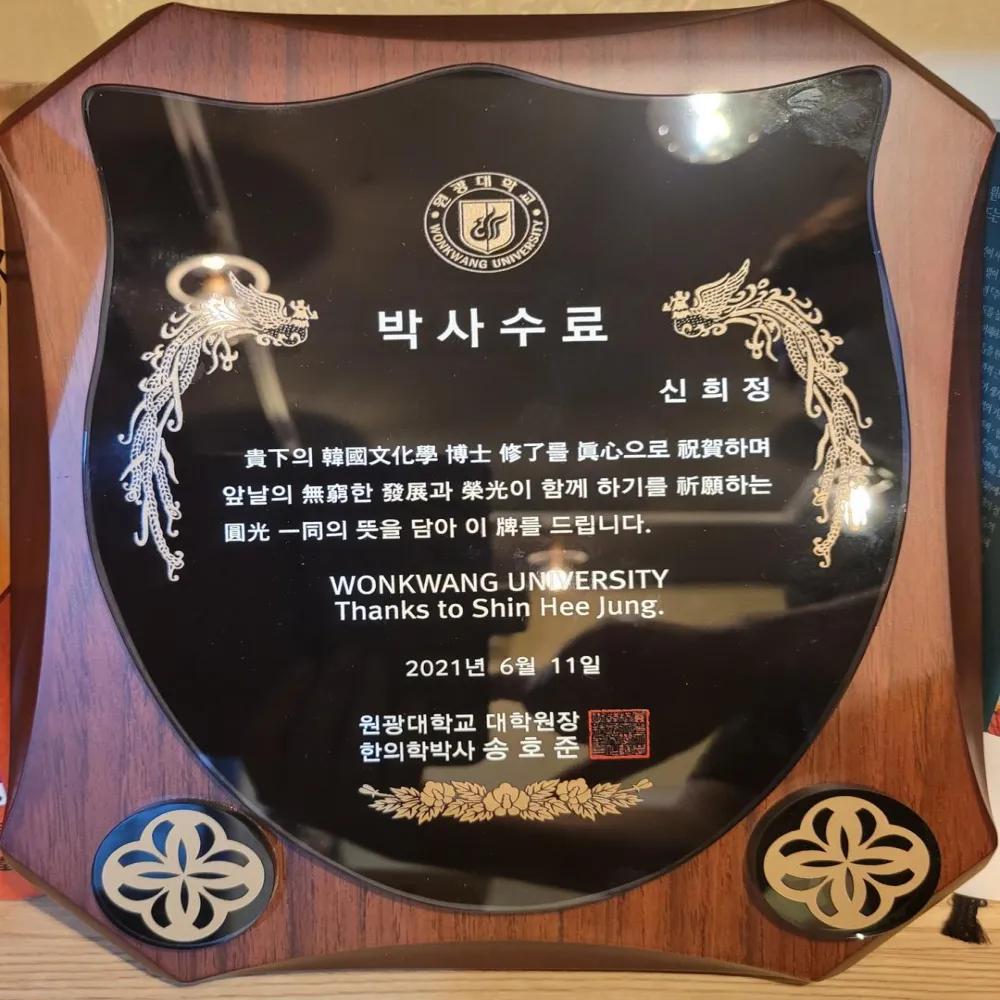 원광대학교
WONKWANG UNIVERSITY
박사수료
신희정
貴下의 韓國文化學 博士 修了를 眞心으로 祝賀하며
앞날의 無窮한 發展과 榮光이 함께 하기를 祈願하는
圓光 一同의 뜻을 담아 이 牌를 드립니다.
WONKWANG UNIVERSITY
Thanks to Shin Hee Jung.
2021년 6월 11일
원광대학교 대학원장
한의학박사 송호준